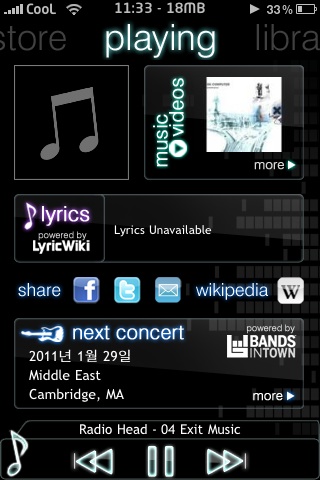 CooL 11:33 - 18MB 33%
store playing libra
music videos
more
lyrics
powered by
LyricWiki
Lyrics Unavailable
share f t wikipedia W
next concert
powered by
BANDS
INTOWN
2011년 1월 29일
Middle East
Cambridge, MA
more
Radio Head - 04 Exit Music